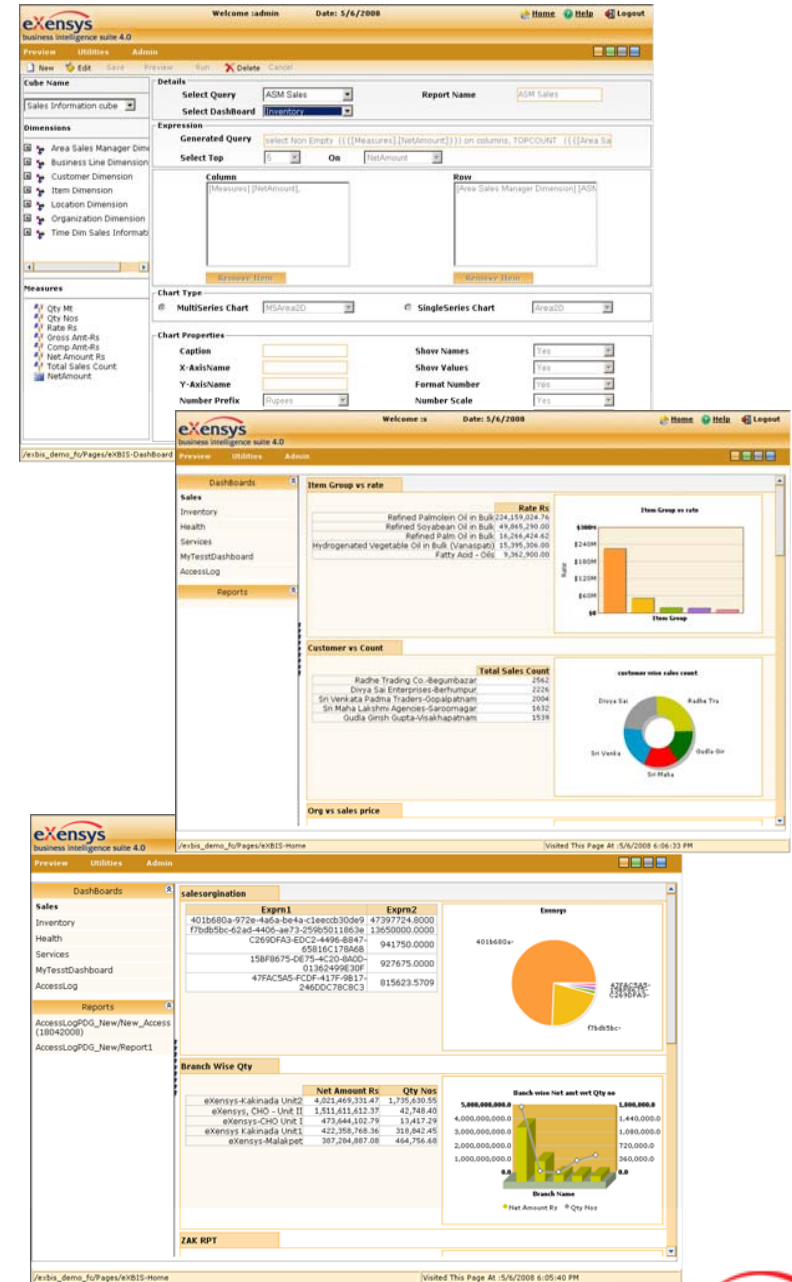 eXensys
business intelligence suite 4.0
Welcome :admin Date: 5/6/2008 Home Help Logout
Preview Utilities Admin
New Edit Save Preview Run Delete Cancel
Cube Name
Sales Information cube
Dimensions
Area Sales Manager Dim
Business Line Dimension
Customer Dimension
Item Dimension
Location Dimension
Organization Dimension
Time Dim Sales Informati
Measures
Qty Mt
Qty Nos
Rate Rs
Gross Amt-Rs
Comp Amt-Rs
Net Amount Rs
Total Sales Count
NetAmount
Details
Select Query ASM Sales Report Name ASM Sales
Select DashBoard Inventory
Expression
Generated Query select Non Empty {{{[Measures].[NetAmount]}}} on columns, TOPCOUNT ({{[Area Sa
Select Top 5 On NetAmount
Column Row
[Measures].[NetAmount], [Area Sales Manager Dimension].[ASM
Remove Item Remove Item
Chart Type
MultiSeries Chart MSArea2D SingleSeries Chart Area2D
Chart Properties
Caption Show Names Yes
X-AxisName Show Values Yes
Y-AxisName Format Number Yes
Number Prefix Rupees Number Scale Yes
/exbis_demo_fc/Pages/eXBIS-DashBoard
eXensys
business intelligence suite 4.0
Welcome :s Date: 5/6/2008 Home Help Logout
Preview Utilities Admin
DashBoards
Sales
Inventory
Health
Services
MyTesstDashboard
AccessLog
Reports
Item Group vs rate
Rate Rs
Refined Palmolein Oil in Bulk 224,159,024.76
Refined Soyabean Oil in Bulk 49,865,290.00
Refined Palm Oil in Bulk 16,266,424.62
Hydrogenated Vegetable Oil in Bulk (Vanaspati) 15,395,306.00
Fatty Acid - Oils 9,362,900.00
Item Group vs rate
$300M
$240M
$180M
$120M
$60M
$0
Rate
Item Group
Customer vs Count
Total Sales Count
Radhe Trading Co.-Begumbazar 2562
Divya Sai Enterprises-Berhumpur 2226
Sri Venkata Padma Traders-Gopalpatnam 2004
Sri Maha Lakshmi Agencies-Saroornagar 1632
Gudla Girish Gupta-Visakhapatnam 1538
customer wise sales count
Divya Sai Radhe Tra
Sri Venka Gudla Gir
Sri Maha
Org vs sales price
/exbis_demo_fc/Pages/eXBIS-Home Visited This Page At :5/6/2008 6:06:33 PM
eXensys
business intelligence suite 4.0
Preview Utilities Admin
DashBoards
Sales
Inventory
Health
Services
MyTesstDashboard
AccessLog
Reports
AccessLogPDG_New/New_Access
(18042008)
AccessLogPDG_New/Report1
salesorgination
Exprn1 Exprn2
401b680a-972e-4a6a-be4a-c1eeccb30de9 47397724.8000
f7bdb5bc-62ad-4406-ae73-259b5011863e 13650000.0000
C269DFA3-EDC2-4496-B847-
65816C178A6B 941750.0000
15BF8675-DE75-4C20-8A0D-
01362499E30F 927675.0000
47FAC5A5-FCDF-417F-9B17-
246DDC78C8C3 815623.5709
Exensys
401b680a-
47FAC5A5-
15BF8675-
C269DFA3-
f7bdb5bc-
Branch Wise Qty
Net Amount Rs Qty Nos
eXensys-Kakinada Unit2 4,021,469,331.47 1,735,630.55
eXensys, CHO - Unit II 1,511,611,612.37 42,748.40
eXensys-CHO Unit I 473,644,102.79 13,417.29
eXensys Kakinada Unit1 422,358,768.36 318,842.45
eXensys-Malakpet 307,284,887.08 464,756.68
Banch wise Net amt wrt Qty no
5,000,000,000.0 1,800,000.0
4,000,000,000.0 1,440,000.0
3,000,000,000.0 1,080,000.0
2,000,000,000.0 720,000.0
1,000,000,000.0 360,000.0
0.0 0.0
Branch Name
Net Amount Rs Qty Nos
ZAK RPT
/exbis_demo_fc/Pages/eXBIS-Home Visited This Page At :5/6/2008 6:05:40 PM